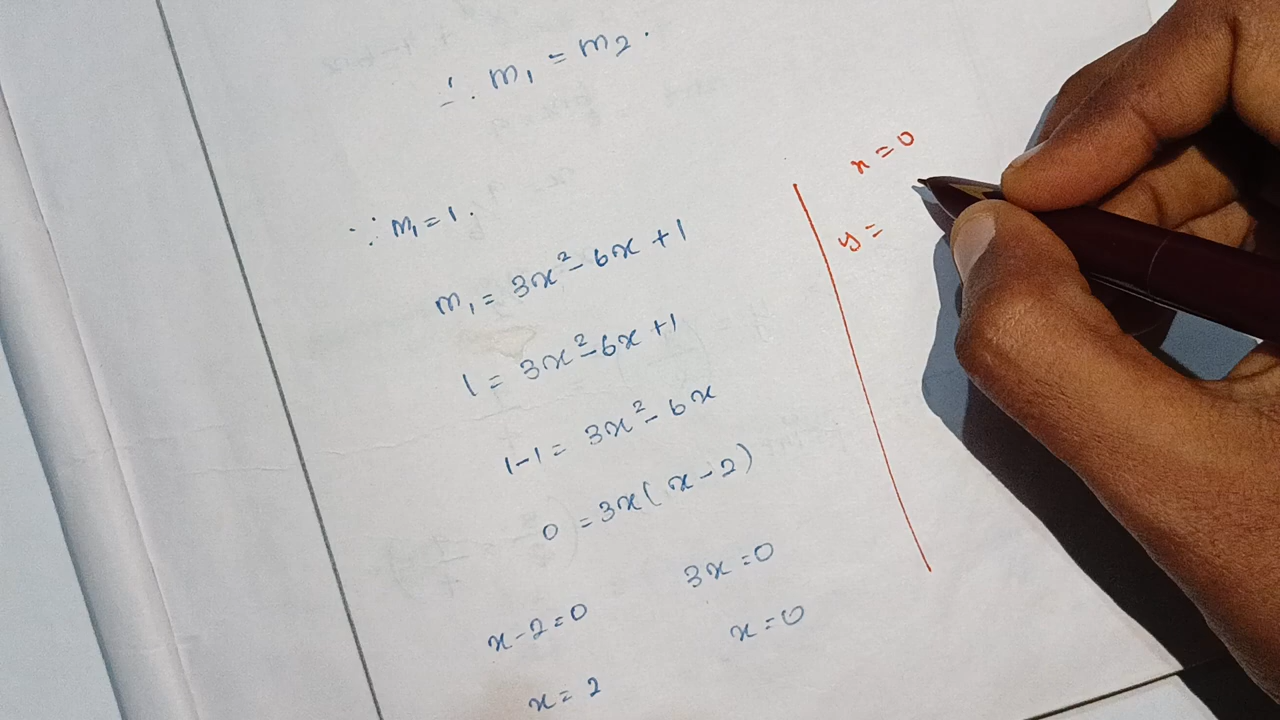 ∴ m₁ = m₂.
∵ m₁ = 1.
m₁ = 3x² - 6x + 1
1 = 3x² - 6x + 1
1 - 1 = 3x² - 6x
0 = 3x(x - 2)
x - 2 = 0
3x = 0
x = 2
x = 0
x = 0
y =